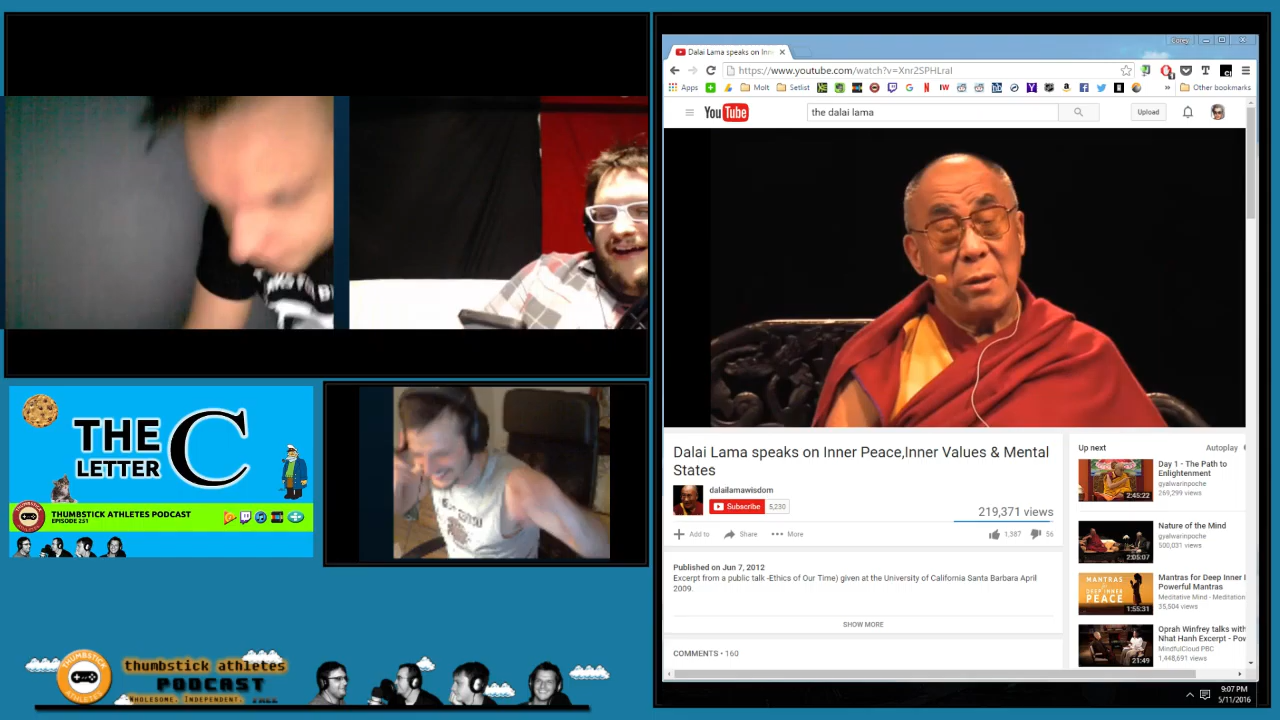 THE
C
LETTER
THUMBSTICK ATHLETES PODCAST
EPISODE 251
THUMBSTICK
ATHLETES
thumbstick athletes
PODCAST
WHOLESOME. INDEPENDENT. FREE
Dalai Lama speaks on Inn
https://www.youtube.com/watch?v=Xnr2SPHLraI
Apps
Molt
Setlist
Other bookmarks
YouTube
the dalai lama
Upload
Dalai Lama speaks on Inner Peace,Inner Values & Mental
States
dalailamawisdom
Subscribe 5,230
219,371 views
Add to Share More
1,387 56
Published on Jun 7, 2012
Excerpt from a public talk -Ethics of Our Time) given at the University of California Santa Barbara April
2009.
SHOW MORE
COMMENTS • 160
Up next Autoplay
Day 1 - The Path to
Enlightenment
gyalwarinpoche
269,299 views
2:45:22
Nature of the Mind
gyalwarinpoche
500,031 views
2:05:07
MANTRAS
FOR DEEP INNER
PEACE
1:55:31
Mantras for Deep Inner
Powerful Mantras
Meditative Mind - Meditation
35,504 views
Oprah Winfrey talks with
Nhat Hanh Excerpt - Pow
MindfulCloud PBC
1,448,691 views
21:49
9:07 PM
5/11/2016